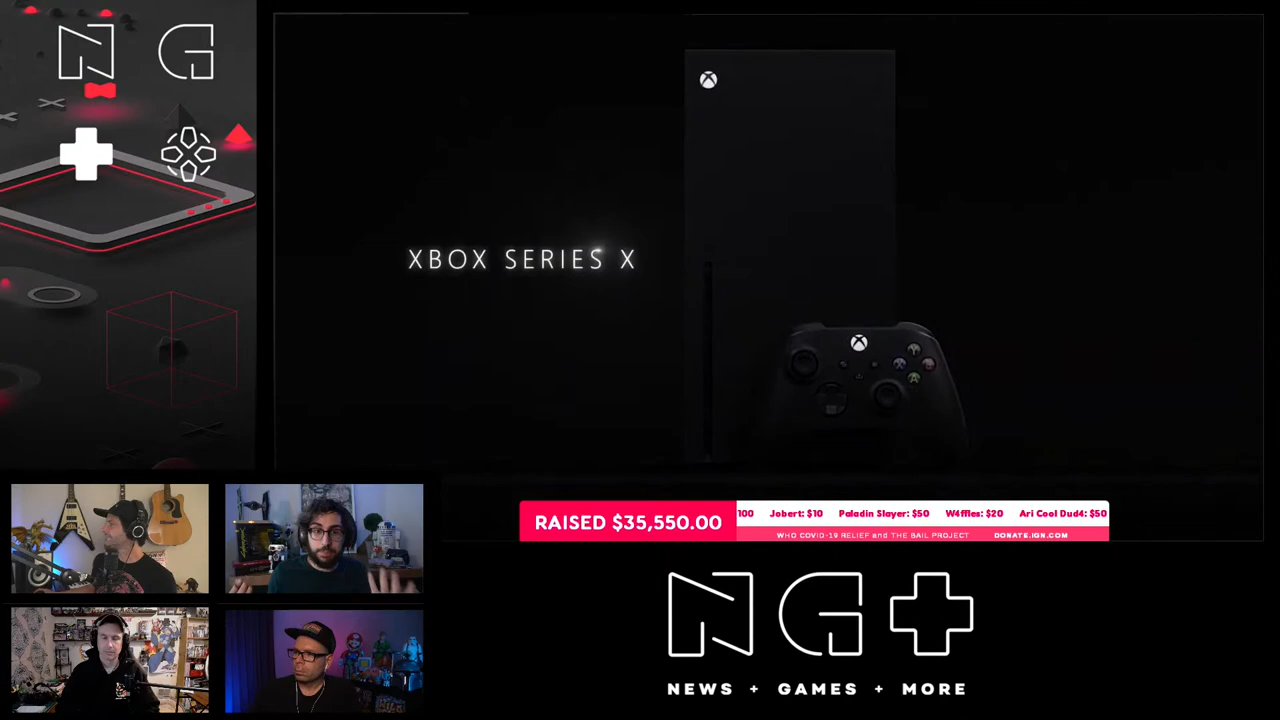 N G
XBOX SERIES X
RAISED $35,550.00
100 Jobert: $10 Paladin Slayer: $50 W4ffles: $20 Ari Cool Dud4: $50
WHO COVID-19 RELIEF and THE BAIL PROJECT DONATE.IGN.COM
NG+
NEWS + GAMES + MORE